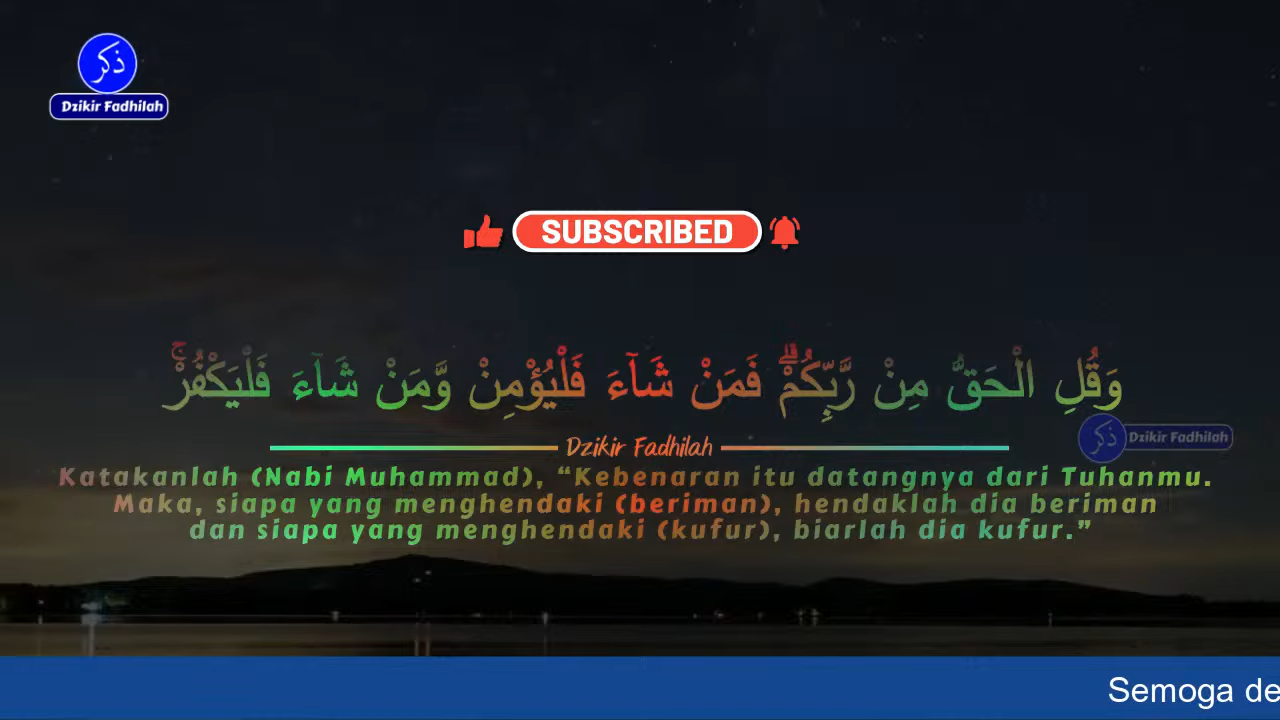 ذكر
Dzikir Fadhilah
SUBSCRIBED
وَقُلِ الْحَقُّ مِنْ رَّبِّكُمْۗ فَمَنْ شَاۤءَ فَلْيُؤْمِنْ وَّمَنْ شَاۤءَ فَلْيَكْفُرْۚ
ذكر
Dzikir Fadhilah
Dzikir Fadhilah
Katakanlah (Nabi Muhammad), “Kebenaran itu datangnya dari Tuhanmu.
Maka, siapa yang menghendaki (beriman), hendaklah dia beriman
dan siapa yang menghendaki (kufur), biarlah dia kufur.”
Semoga de